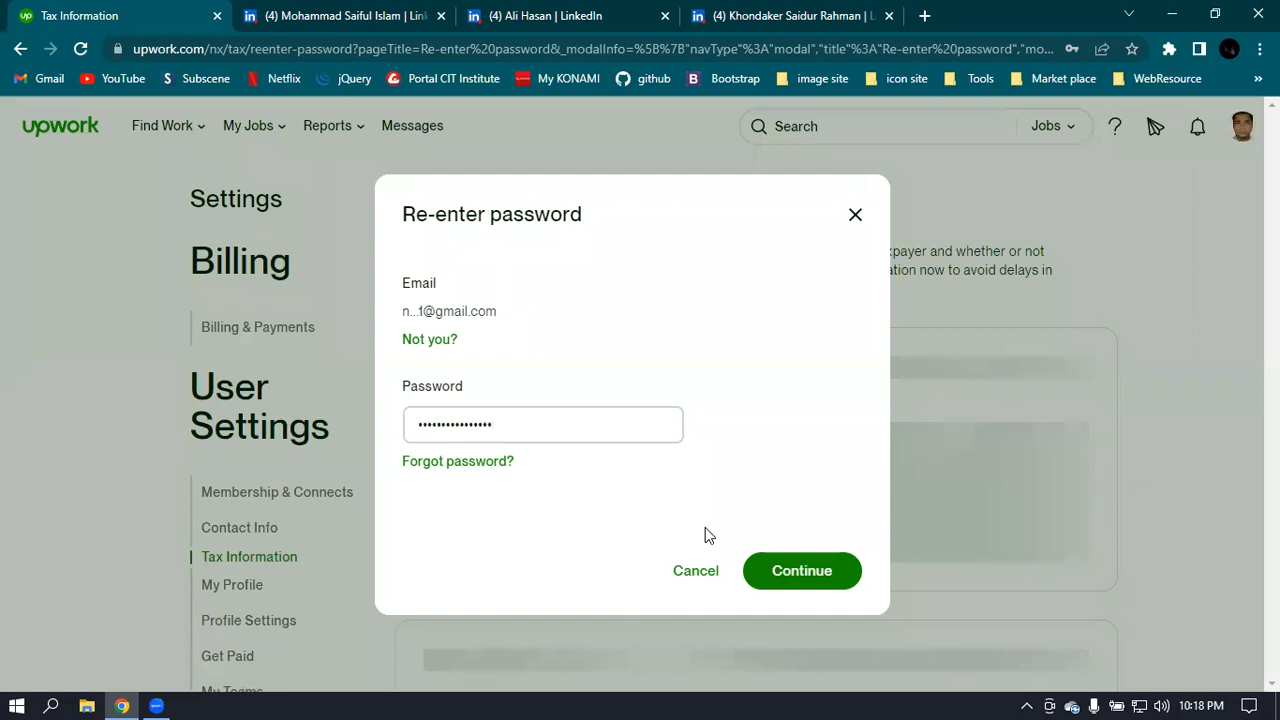 Tax Information
(4) Mohammad Saiful Islam | Link
(4) Ali Hasan | LinkedIn
(4) Khondaker Saidur Rahman | L
upwork.com/nx/tax/reenter-password?pageTitle=Re-enter%20password&_modalInfo=%5B%7B"navType"%3A"modal","title"%3A"Re-enter%20password","mo...
Gmail
YouTube
Subscene
Netflix
jQuery
Portal CIT Institute
My KONAMI
github
Bootstrap
image site
icon site
Tools
Market place
WebResource
»
upwork
Find Work
My Jobs
Reports
Messages
Search
Jobs
Settings
Billing
Billing & Payments
User
Settings
Membership & Connects
Contact Info
Tax Information
My Profile
Profile Settings
Get Paid
My Teams
xpayer and whether or not
ation now to avoid delays in
Re-enter password
Email
n...1@gmail.com
Not you?
Password
••••••••••••••••
Forgot password?
Cancel
Continue
10:18 PM